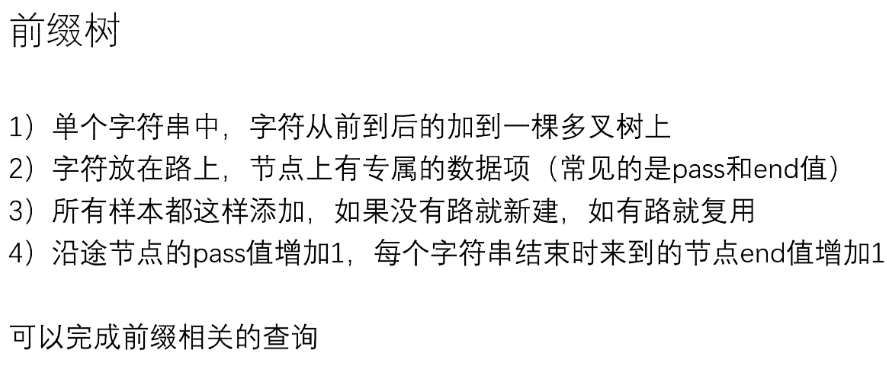 前缀树
1）单个字符串中，字符从前到后的加到一棵多叉树上
2）字符放在路上，节点上有专属的数据项（常见的是pass和end值）
3）所有样本都这样添加，如果没有路就新建，如有路就复用
4）沿途节点的pass值增加1，每个字符串结束时来到的节点end值增加1
可以完成前缀相关的查询